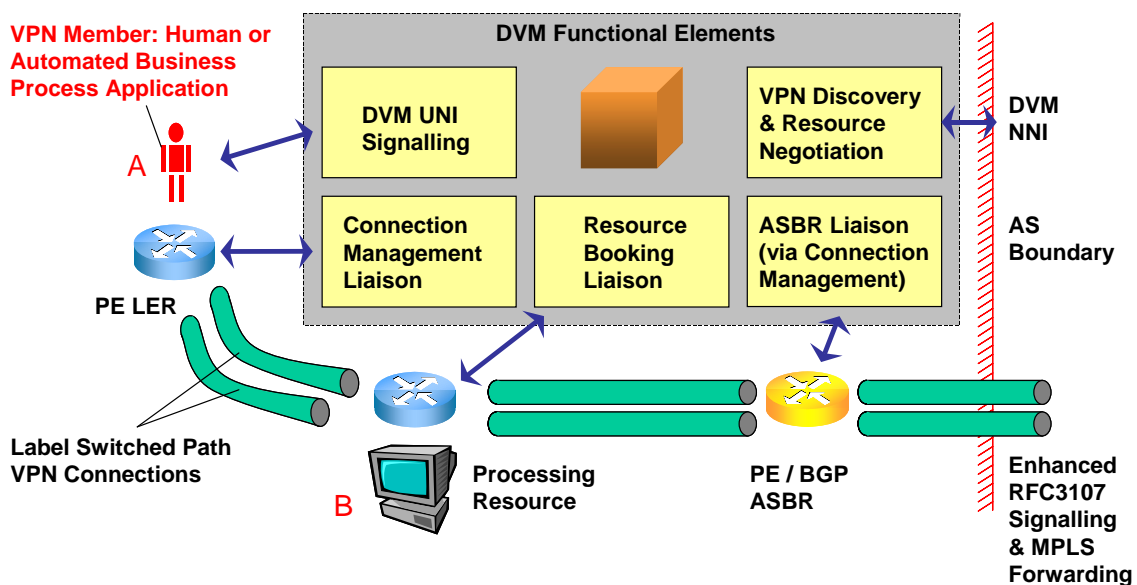 VPN Member: Human or
Automated Business
Process Application
A
DVM Functional Elements
DVM UNI
Signalling
VPN Discovery
& Resource
Negotiation
DVM
NNI
Connection
Management
Liaison
Resource
Booking
Liaison
ASBR Liaison
(via Connection
Management)
AS
Boundary
PE LER
Label Switched Path
VPN Connections
B
Processing
Resource
PE / BGP
ASBR
Enhanced
RFC3107
Signalling
& MPLS
Forwarding